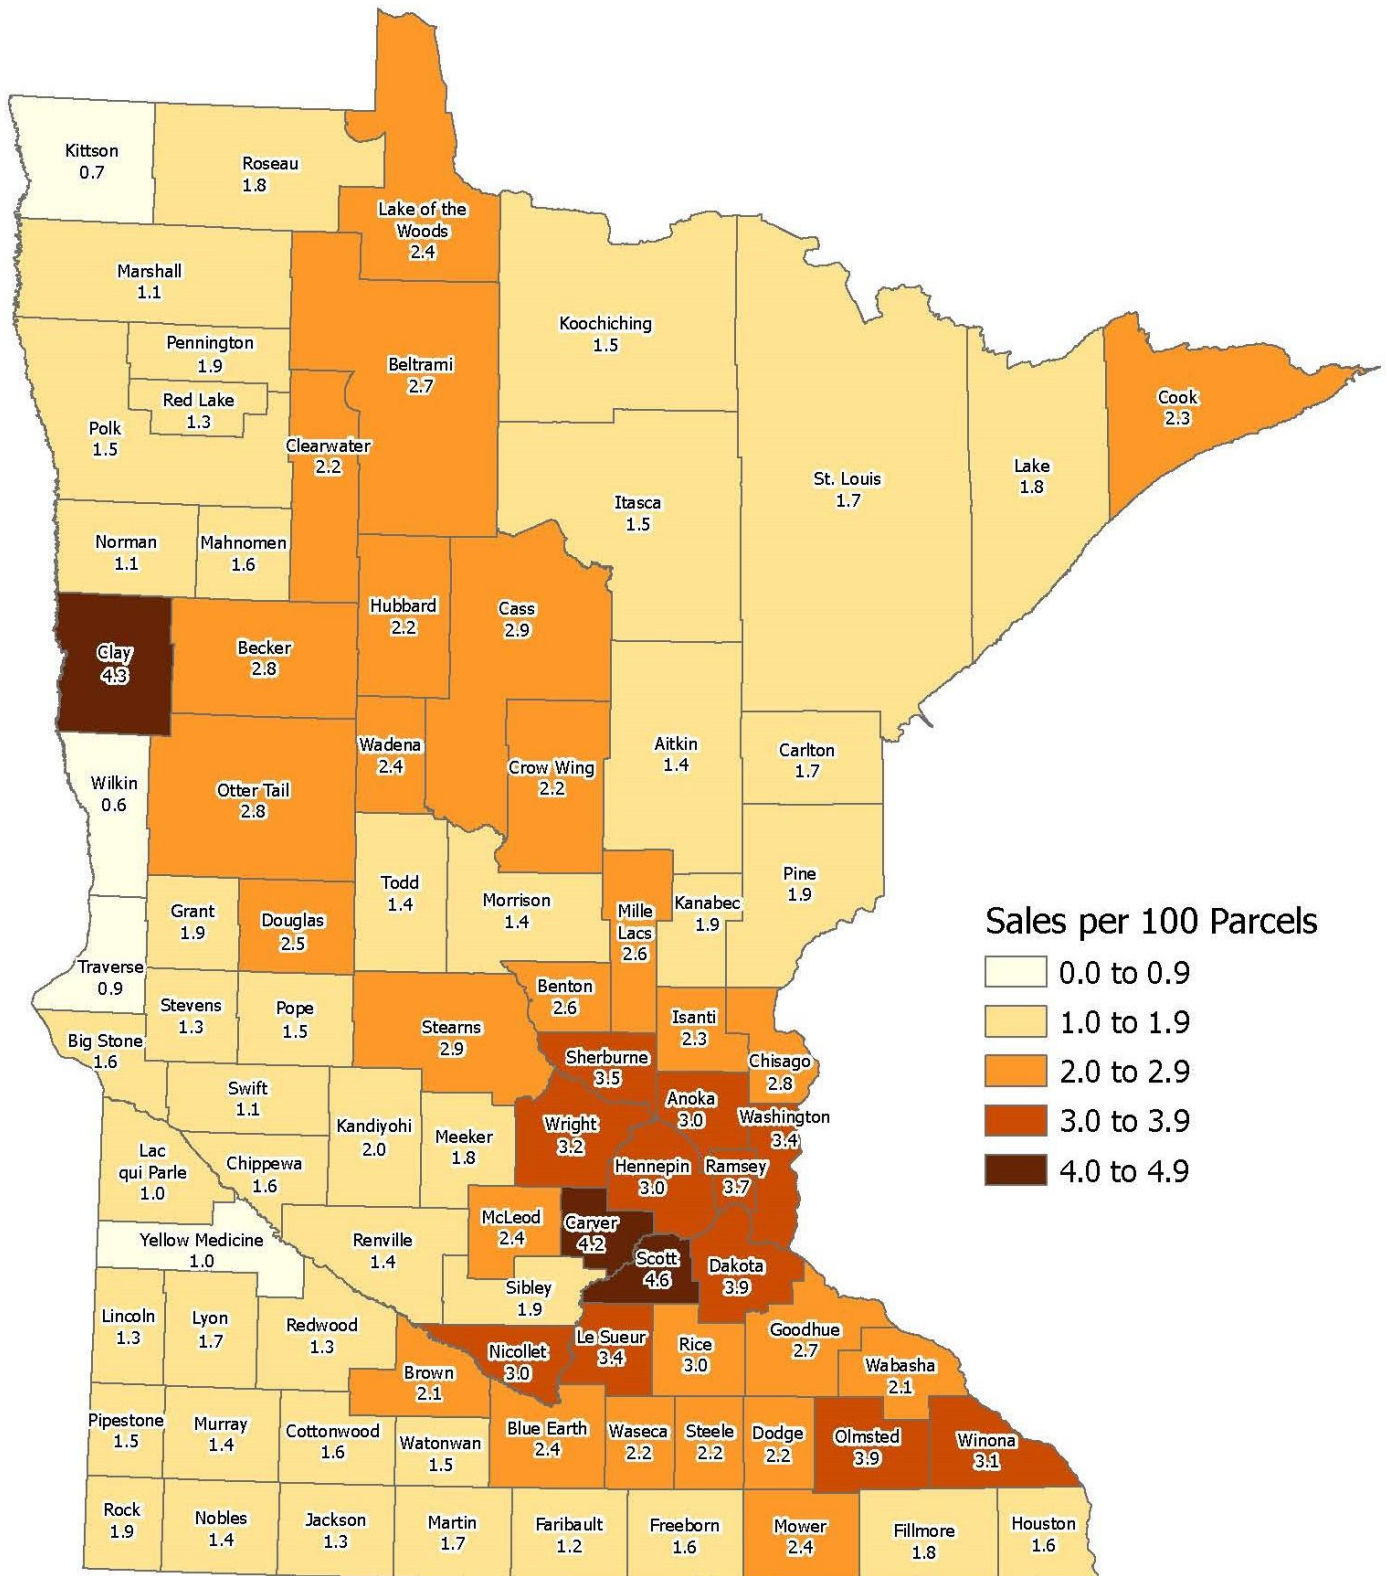 Kittson
0.7
Roseau
1.8
Lake of the
Woods
2.4
Marshall
1.1
Koochiching
1.5
Pennington
1.9
Beltrami
2.7
Red Lake
1.3
Cook
2.3
Polk
1.5
Clearwater
2.2
Lake
1.8
St. Louis
1.7
Itasca
1.5
Norman
1.1
Mahnomen
1.6
Hubbard
2.2
Cass
2.9
Clay
4.3
Becker
2.8
Wadena
2.4
Aitkin
1.4
Carlton
1.7
Crow Wing
2.2
Wilkin
0.6
Otter Tail
2.8
Pine
1.9
Todd
1.4
Morrison
1.4
Mille
Lacs
2.6
Kanabec
1.9
Grant
1.9
Douglas
2.5
Traverse
0.9
Benton
2.6
Stevens
1.3
Pope
1.5
Stearns
2.9
Isanti
2.3
Big Stone
1.6
Sherburne
3.5
Chisago
2.8
Swift
1.1
Anoka
3.0
Washington
3.4
Kandiyohi
2.0
Meeker
1.8
Wright
3.2
Lac
qui Parle
1.0
Chippewa
1.6
Hennepin
3.0
Ramsey
3.7
Yellow Medicine
1.0
Renville
1.4
McLeod
2.4
Carver
4.2
Scott
4.6
Dakota
3.9
Sibley
1.9
Lincoln
1.3
Lyon
1.7
Redwood
1.3
Nicollet
3.0
Le Sueur
3.4
Rice
3.0
Goodhue
2.7
Brown
2.1
Wabasha
2.1
Pipestone
1.5
Murray
1.4
Cottonwood
1.6
Watonwan
1.5
Blue Earth
2.4
Waseca
2.2
Steele
2.2
Dodge
2.2
Olmsted
3.9
Winona
3.1
Rock
1.9
Nobles
1.4
Jackson
1.3
Martin
1.7
Faribault
1.2
Freeborn
1.6
Mower
2.4
Fillmore
1.8
Houston
1.6
Sales per 100 Parcels
0.0 to 0.9
1.0 to 1.9
2.0 to 2.9
3.0 to 3.9
4.0 to 4.9